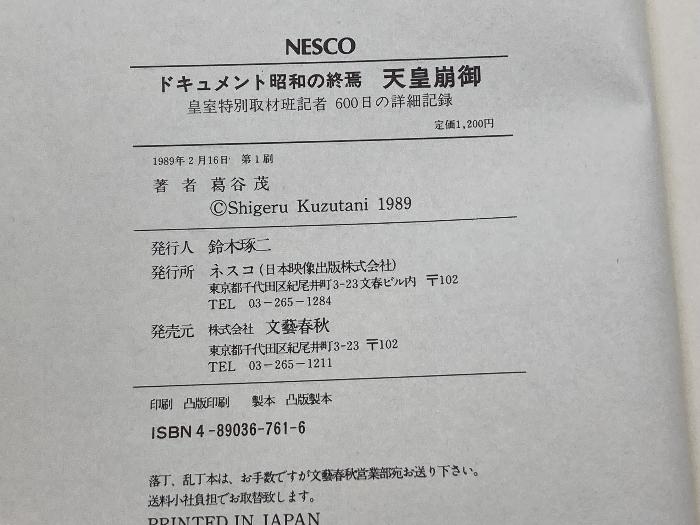 NESCO
ドキュメント昭和の終焉 天皇崩御
皇室特別取材班記者 600日の詳細記録
定価1,200円
1989年2月16日 第1刷
著者 葛谷茂
©Shigeru Kuzutani 1989
発行人 鈴木琢二
発行所 ネスコ(日本映像出版株式会社)
東京都千代田区紀尾井町3-23文春ビル内 〒102
TEL 03-265-1284
発売元 株式会社 文藝春秋
東京都千代田区紀尾井町3-23 〒102
TEL 03-265-1211
印刷 凸版印刷 製本 凸版製本
ISBN4-89036-761-6
落丁、乱丁本は、お手数ですが文藝春秋営業部宛お送り下さい。
送料小社負担でお取替致します。
PRINTED IN JAPAN